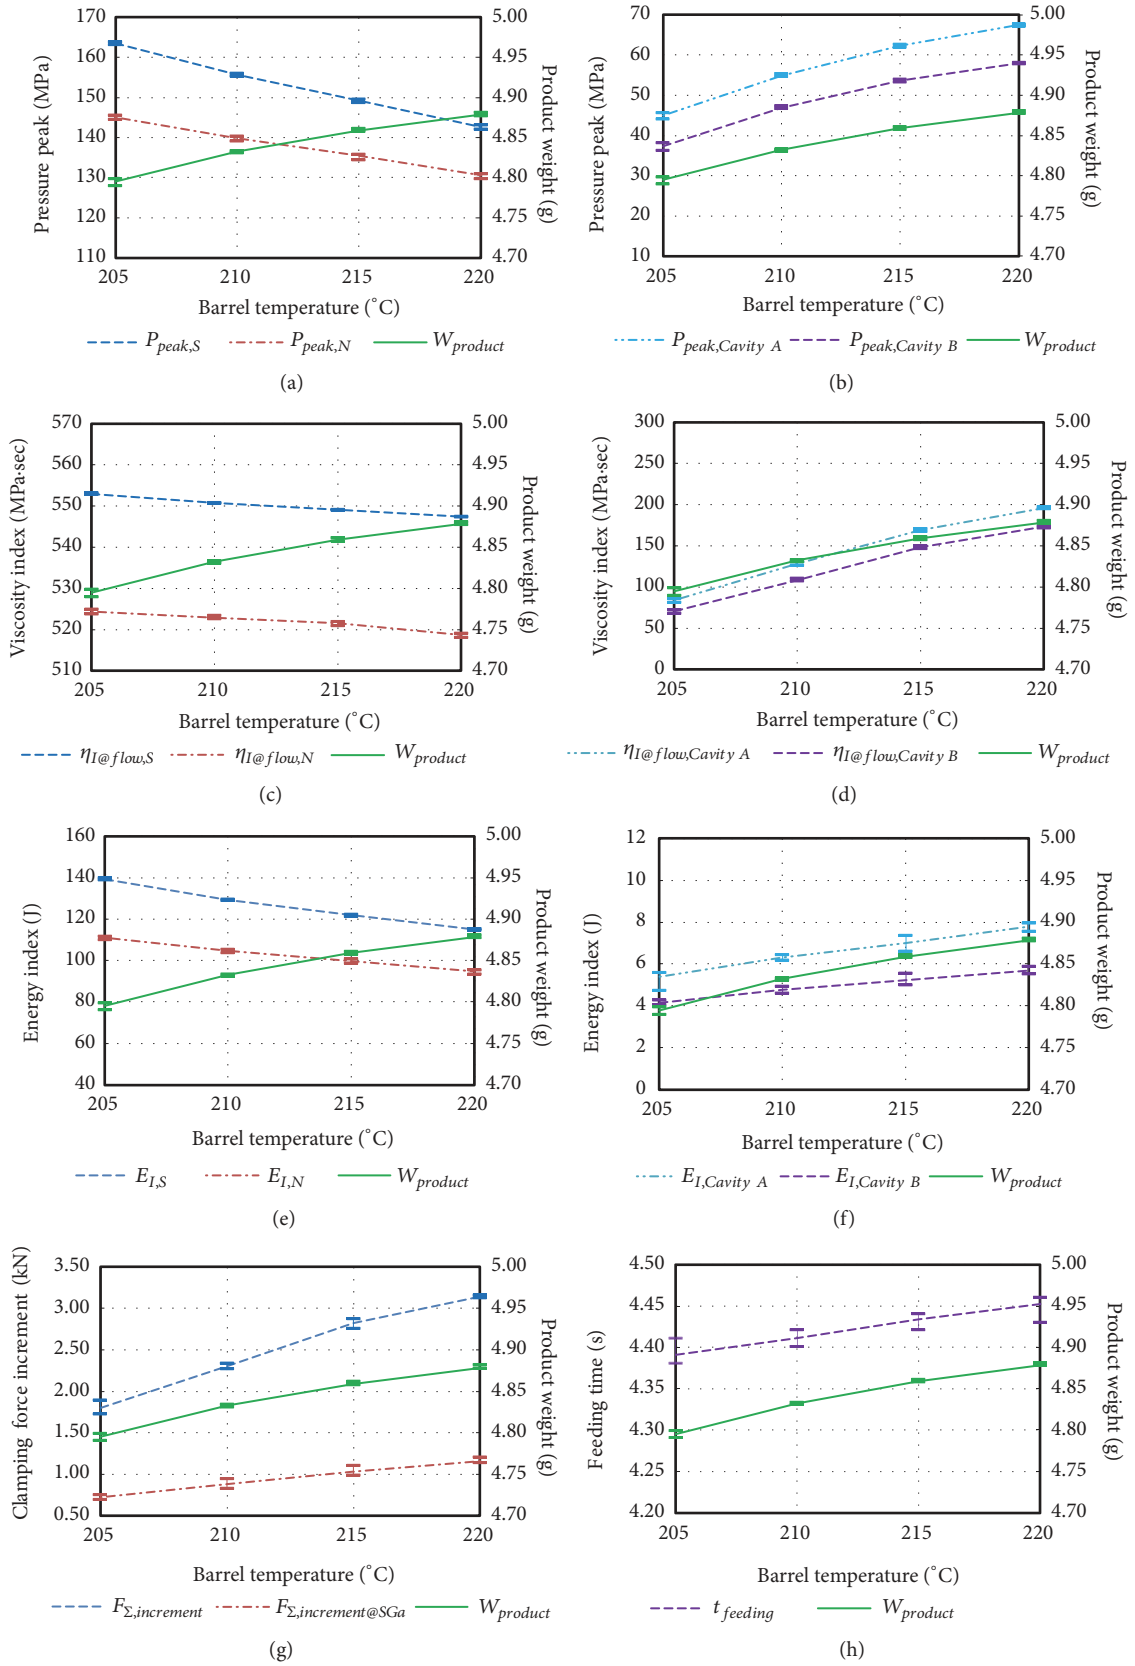 170
160
150
140
130
120
110
Pressure peak (MPa)
5.00
4.95
4.90
4.85
4.80
4.75
4.70
Product weight (g)
205 210 215 220
Barrel temperature (°C)
P_peak,S P_peak,N W_product
(a)
70
60
50
40
30
20
10
Pressure peak (MPa)
5.00
4.95
4.90
4.85
4.80
4.75
4.70
Product weight (g)
205 210 215 220
Barrel temperature (°C)
P_peak,Cavity A P_peak,Cavity B W_product
(b)
570
560
550
540
530
520
510
Viscosity index (MPa·sec)
5.00
4.95
4.90
4.85
4.80
4.75
4.70
Product weight (g)
205 210 215 220
Barrel temperature (°C)
η_I@flow,S η_I@flow,N W_product
(c)
300
250
200
150
100
50
0
Viscosity index (MPa·sec)
5.00
4.95
4.90
4.85
4.80
4.75
4.70
Product weight (g)
205 210 215 220
Barrel temperature (°C)
η_I@flow,Cavity A η_I@flow,Cavity B W_product
(d)
160
140
120
100
80
60
40
Energy index (J)
5.00
4.95
4.90
4.85
4.80
4.75
4.70
Product weight (g)
205 210 215 220
Barrel temperature (°C)
E_I,S E_I,N W_product
(e)
12
10
8
6
4
2
0
Energy index (J)
5.00
4.95
4.90
4.85
4.80
4.75
4.70
Product weight (g)
205 210 215 220
Barrel temperature (°C)
E_I,Cavity A E_I,Cavity B W_product
(f)
3.50
3.00
2.50
2.00
1.50
1.00
0.50
Clamping force increment (kN)
5.00
4.95
4.90
4.85
4.80
4.75
4.70
Product weight (g)
205 210 215 220
Barrel temperature (°C)
F_Σ,increment F_Σ,increment@SGa W_product
(g)
4.50
4.45
4.40
4.35
4.30
4.25
4.20
Feeding time (s)
5.00
4.95
4.90
4.85
4.80
4.75
4.70
Product weight (g)
205 210 215 220
Barrel temperature (°C)
t_feeding W_product
(h)